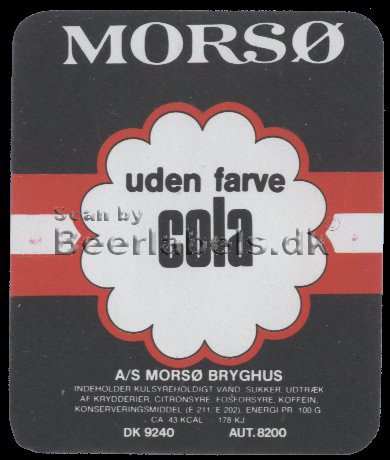 MORSØ
uden farve
Scan by
cola
Beerlabels.dk
A/S MORSØ BRYGHUS
INDEHOLDER KULSYREHOLDIGT VAND, SUKKER, UDTRÆK
AF KRYDDERIER, CITRONSYRE, FOSFORSYRE, KOFFEIN,
KONSERVERINGSMIDDEL (E 211, E 202). ENERGI PR. 100 G
CA. 43 KCAL 178 KJ
DK 9240 AUT. 8200